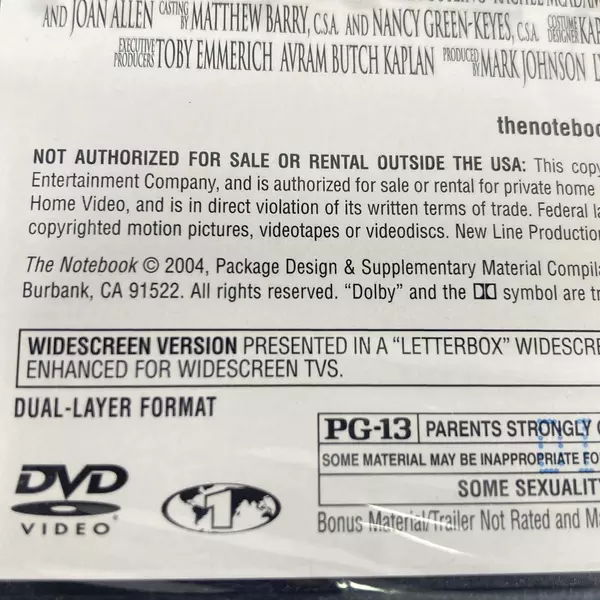 AND JOAN ALLEN CASTING BY MATTHEW BARRY, C.S.A. AND NANCY GREEN-KEYES, C.S.A. COSTUME DESIGNER
EXECUTIVE PRODUCERS TOBY EMMERICH AVRAM BUTCH KAPLAN PRODUCED BY MARK JOHNSON
thenoteboo
NOT AUTHORIZED FOR SALE OR RENTAL OUTSIDE THE USA: This copy
Entertainment Company, and is authorized for sale or rental for private home
Home Video, and is in direct violation of its written terms of trade. Federal la
copyrighted motion pictures, videotapes or videodiscs. New Line Production
The Notebook © 2004, Package Design & Supplementary Material Compila
Burbank, CA 91522. All rights reserved. “Dolby” and the symbol are tr
WIDESCREEN VERSION PRESENTED IN A “LETTERBOX” WIDESCRE
ENHANCED FOR WIDESCREEN TVS.
DUAL-LAYER FORMAT
PG-13 PARENTS STRONGLY
SOME MATERIAL MAY BE INAPPROPRIATE FO
SOME SEXUALIT
Bonus Material/Trailer Not Rated and M
DVD
VIDEO
1